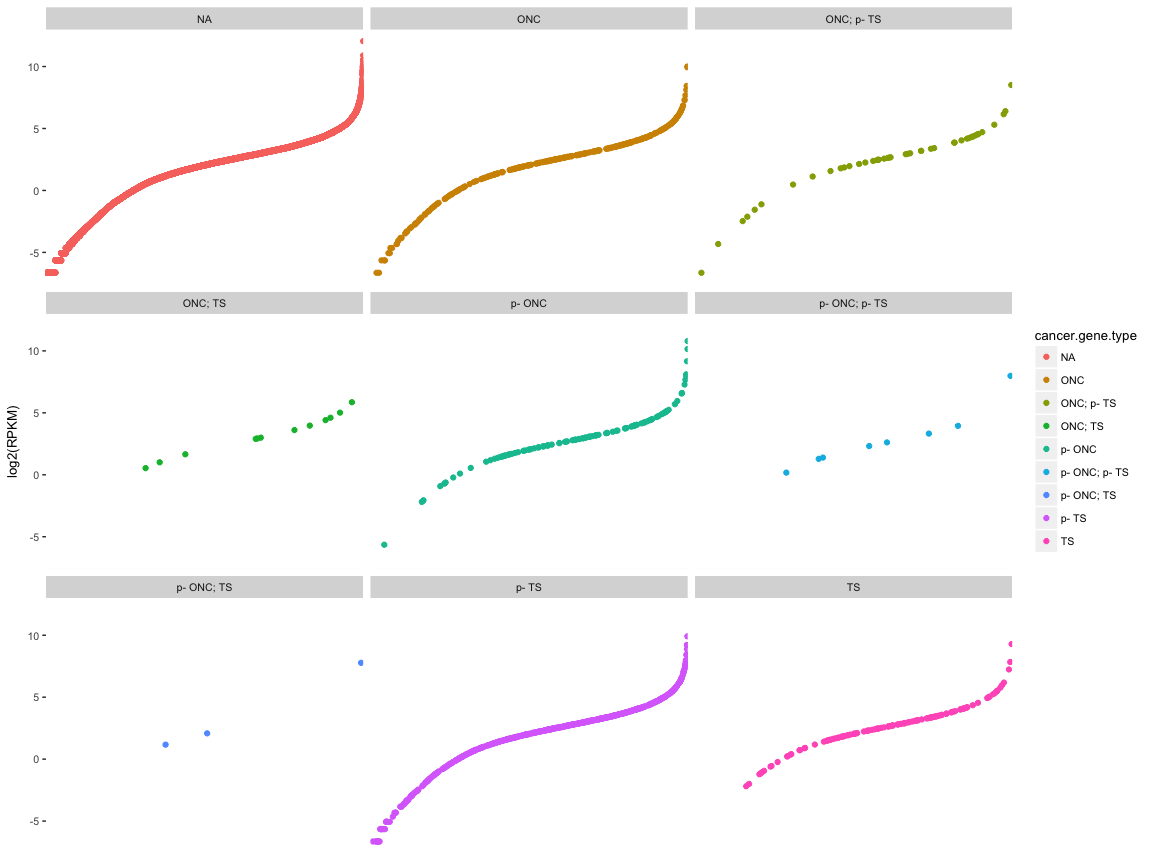 NA
ONC
ONC; p- TS
10
5
0
-5
ONC; TS
p- ONC
p- ONC; p- TS
10
5
0
-5
log2(RPKM)
p- ONC; TS
p- TS
TS
10
5
0
-5
cancer.gene.type
NA
ONC
ONC; p- TS
ONC; TS
p- ONC
p- ONC; p- TS
p- ONC; TS
p- TS
TS